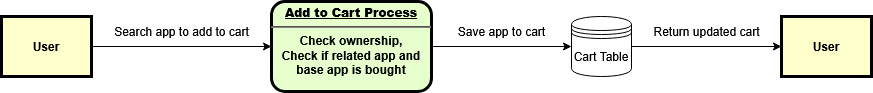 User
Search app to add to cart
Add to Cart Process
Check ownership,
Check if related app and
base app is bought
Save app to cart
Cart Table
Return updated cart
User